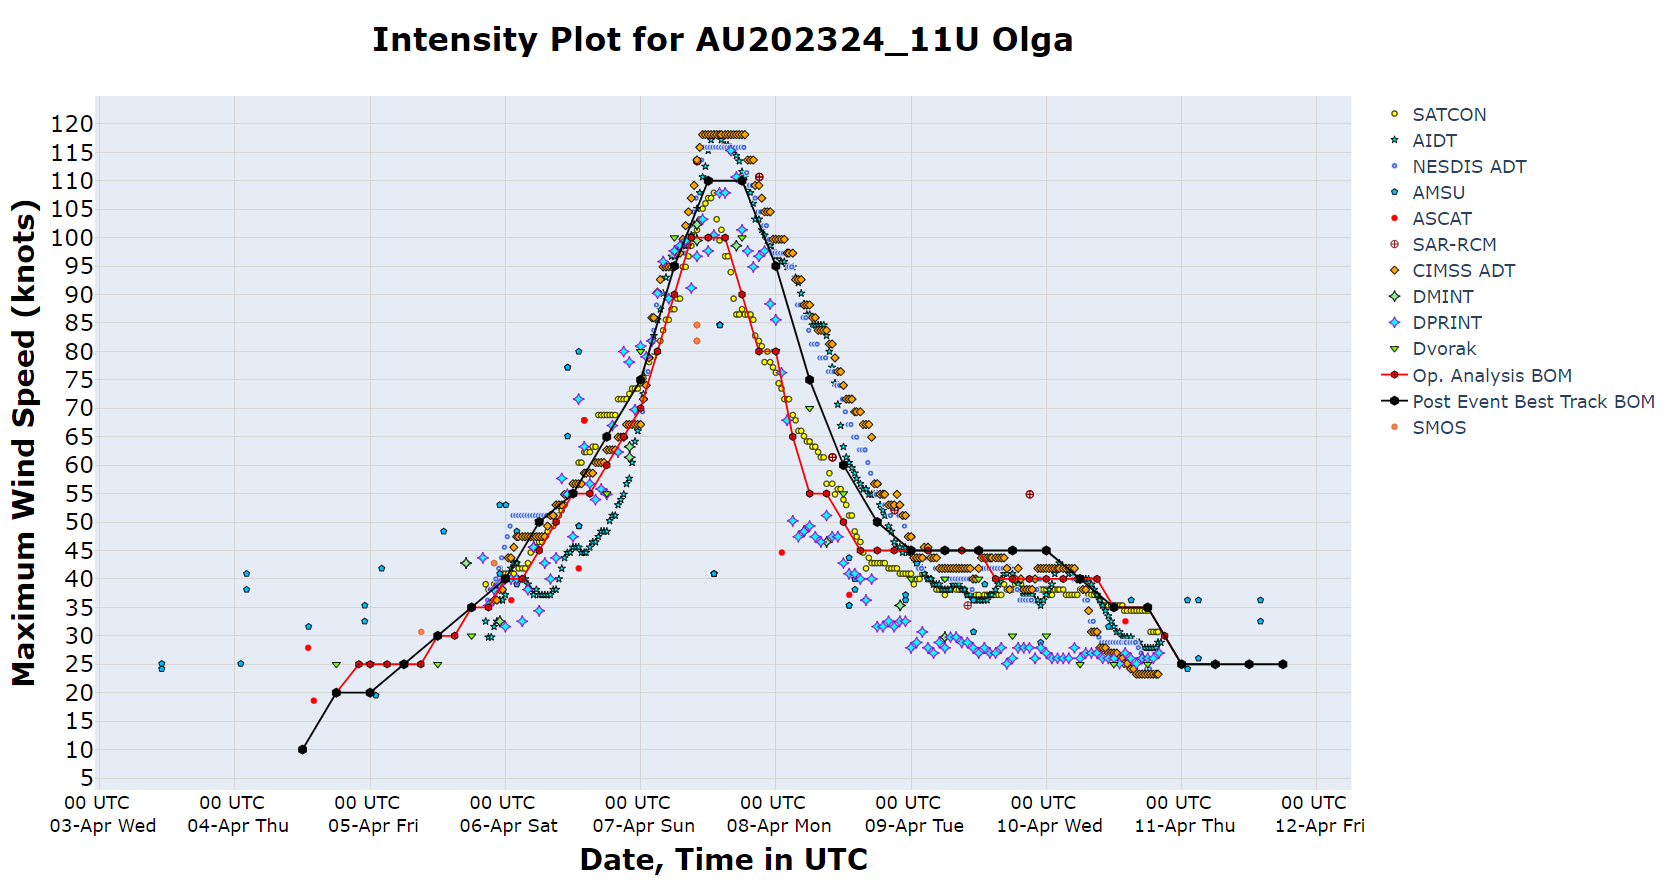 Intensity Plot for AU202324_11U Olga
Maximum Wind Speed (knots)
120
115
110
105
100
95
90
85
80
75
70
65
60
55
50
45
40
35
30
25
20
15
10
5
00 UTC 00 UTC 00 UTC 00 UTC 00 UTC 00 UTC 00 UTC 00 UTC 00 UTC 00 UTC
03-Apr Wed 04-Apr Thu 05-Apr Fri 06-Apr Sat 07-Apr Sun 08-Apr Mon 09-Apr Tue 10-Apr Wed 11-Apr Thu 12-Apr Fri
Date, Time in UTC
SATCON
AIDT
NESDIS ADT
AMSU
ASCAT
SAR-RCM
CIMSS ADT
DMINT
DPRINT
Dvorak
Op. Analysis BOM
Post Event Best Track BOM
SMOS